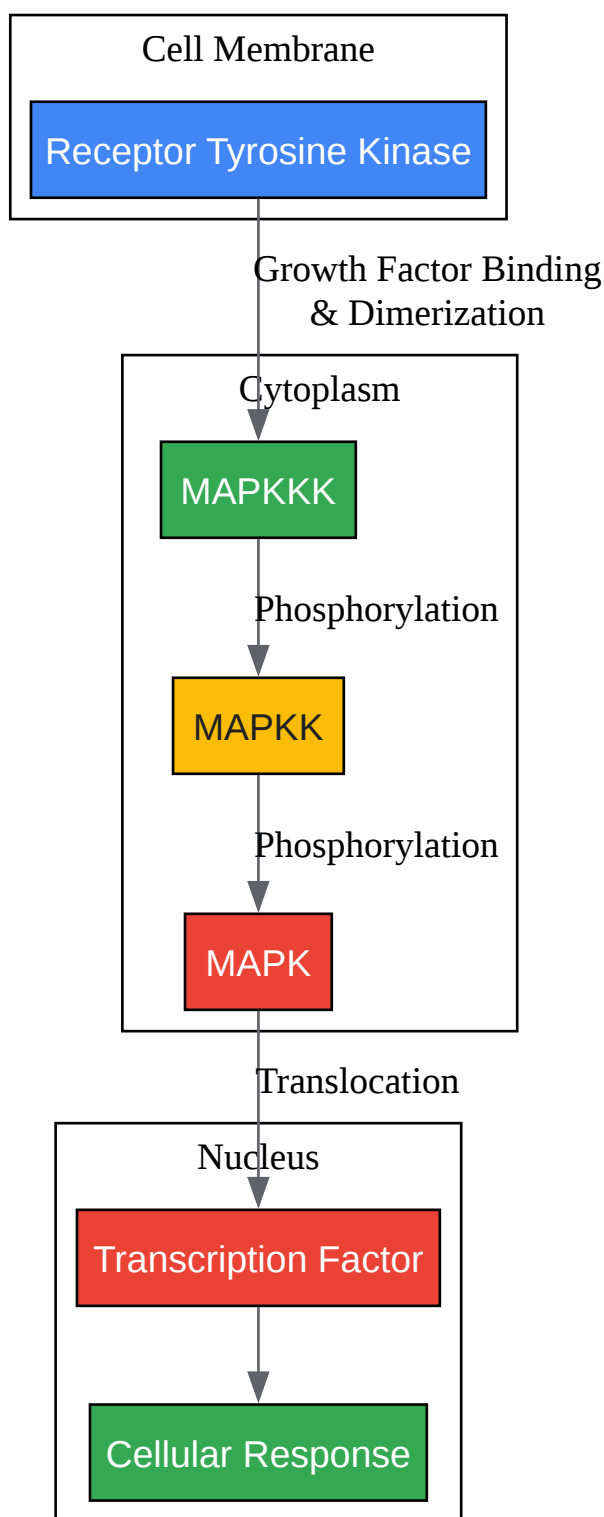 Cell Membrane
Receptor Tyrosine Kinase
Growth Factor Binding
& Dimerization
Cytoplasm
MAPKKK
Phosphorylation
MAPKK
Phosphorylation
MAPK
Translocation
Nucleus
Transcription Factor
Cellular Response